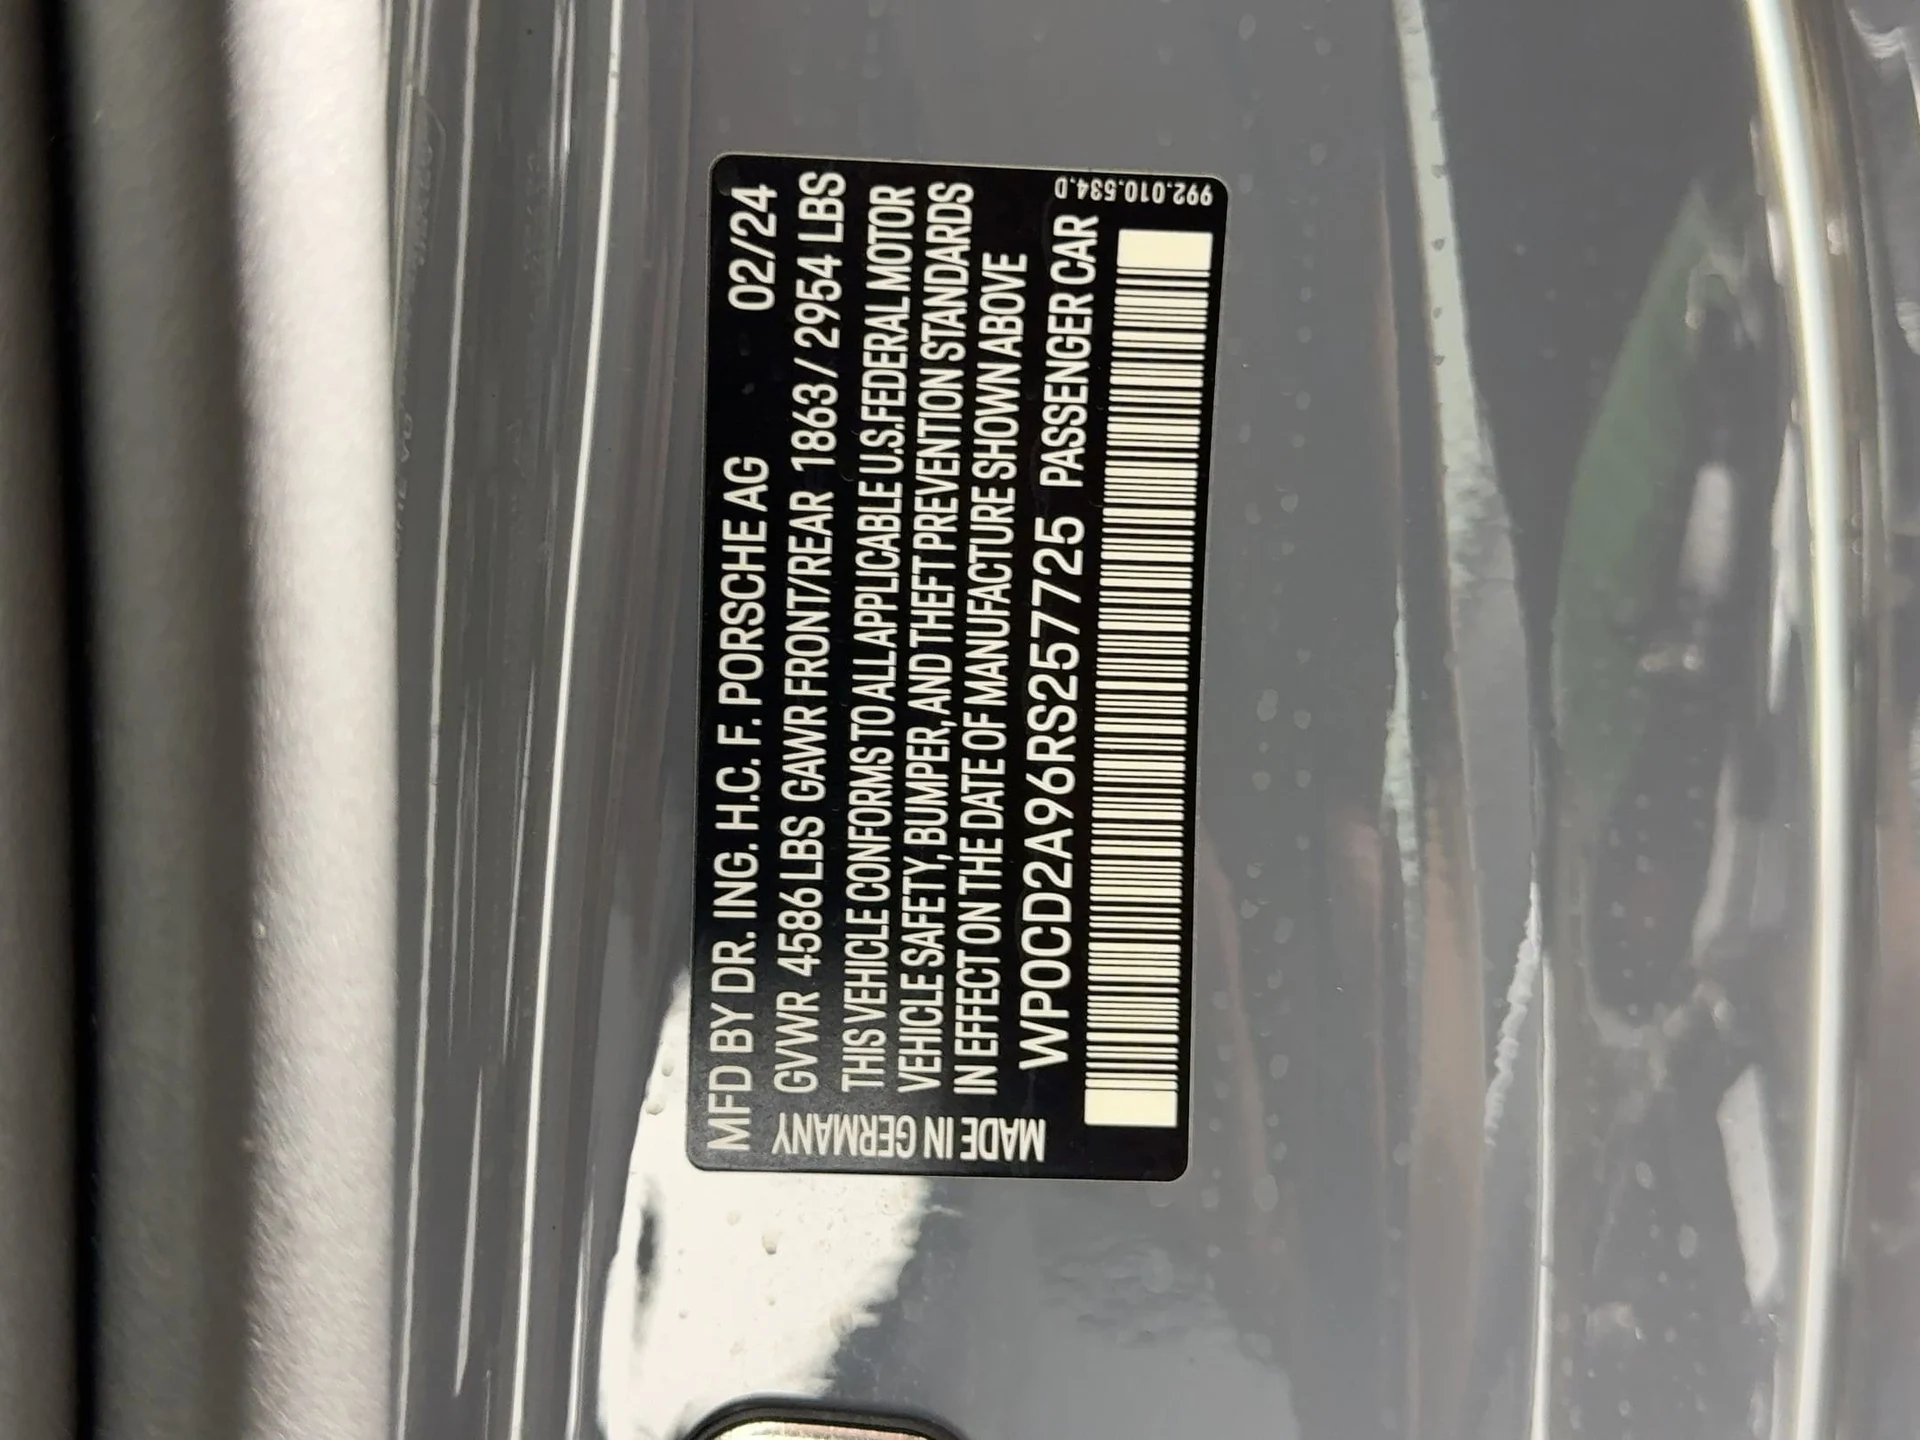 MFD BY DR. ING. H.C. F. PORSCHE AG 02/24
GVWR 4586 LBS GAWR FRONT/REAR 1863 / 2954 LBS
THIS VEHICLE CONFORMS TO ALL APPLICABLE U.S. FEDERAL MOTOR
VEHICLE SAFETY, BUMPER, AND THEFT PREVENTION STANDARDS
IN EFFECT ON THE DATE OF MANUFACTURE SHOWN ABOVE
WP0CD2A96RS257725 PASSENGER CAR
MADE IN GERMANY
992.010.534.D